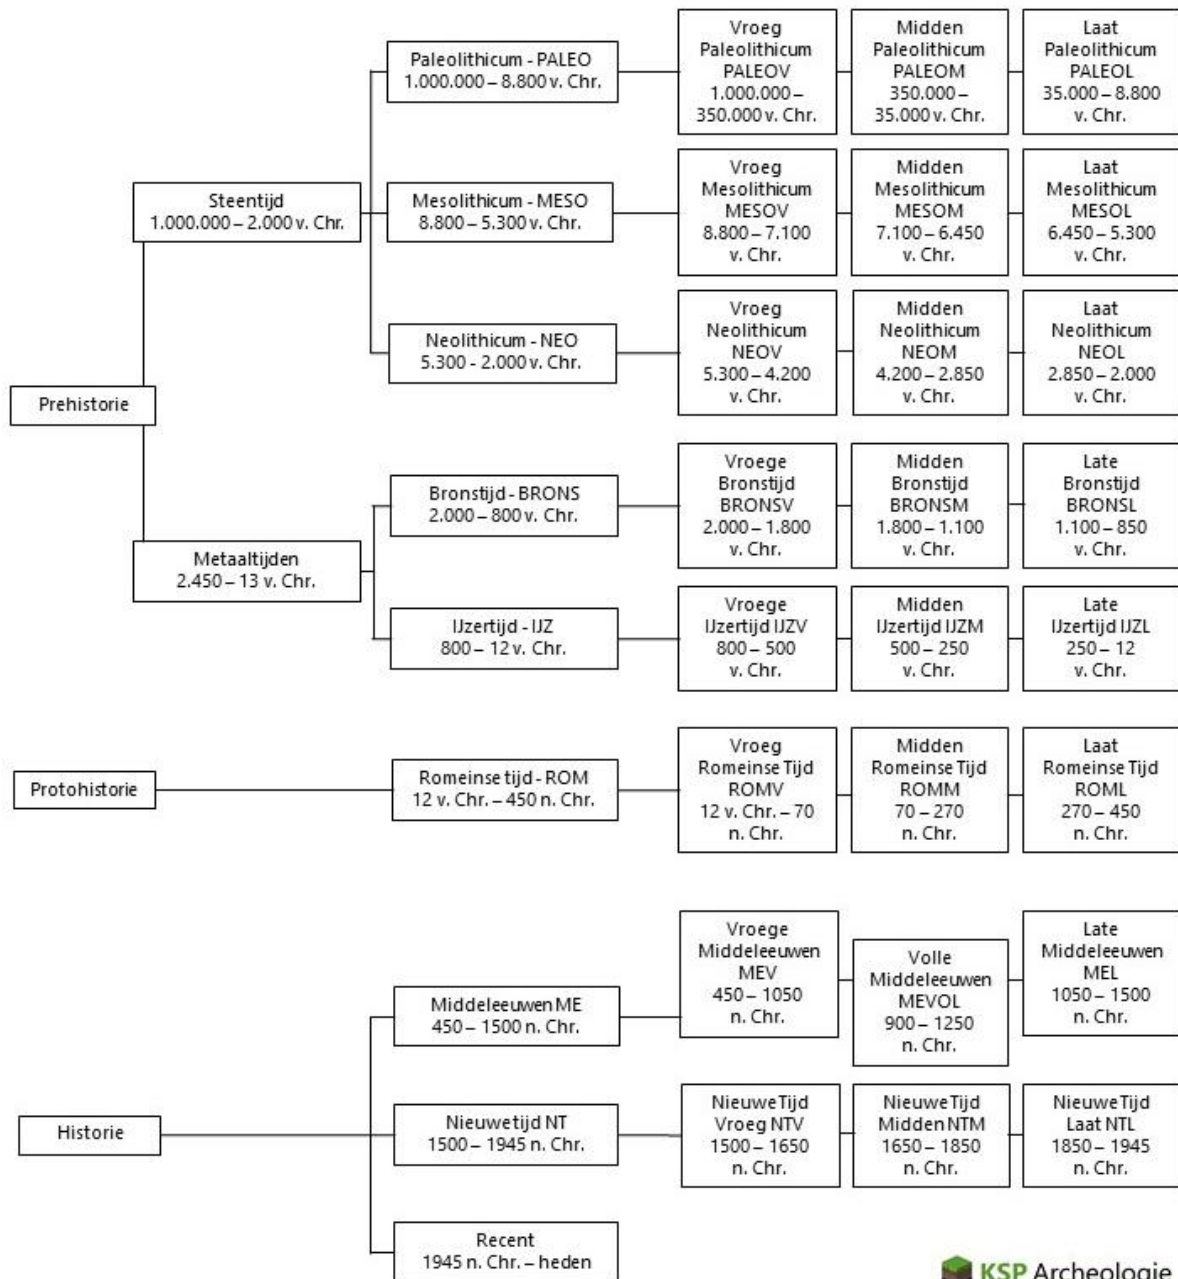 Prehistorie
Steentijd
1.000.000 – 2.000 v. Chr.
Paleolithicum - PALEO
1.000.000 – 8.800 v. Chr.
Vroeg
Paleolithicum
PALEOV
1.000.000 –
350.000 v. Chr.
Midden
Paleolithicum
PALEOM
350.000 –
35.000 v. Chr.
Laat
Paleolithicum
PALEOL
35.000 – 8.800
v. Chr.
Mesolithicum - MESO
8.800 – 5.300 v. Chr.
Vroeg
Mesolithicum
MESOV
8.800 – 7.100
v. Chr.
Midden
Mesolithicum
MESOM
7.100 – 6.450
v. Chr.
Laat
Mesolithicum
MESOL
6.450 – 5.300
v. Chr.
Neolithicum - NEO
5.300 - 2.000 v. Chr.
Vroeg
Neolithicum
NEOV
5.300 – 4.200
v. Chr.
Midden
Neolithicum
NEOM
4.200 – 2.850
v. Chr.
Laat
Neolithicum
NEOL
2.850 – 2.000
v. Chr.
Metaaltijden
2.450 – 13 v. Chr.
Bronstijd - BRONS
2.000 – 800 v. Chr.
Vroege
Bronstijd
BRONSV
2.000 – 1.800
v. Chr.
Midden
Bronstijd
BRONSM
1.800 – 1.100
v. Chr.
Late
Bronstijd
BRONSL
1.100 – 850
v. Chr.
IJzertijd - IJZ
800 – 12 v. Chr.
Vroege
IJzertijd IJZV
800 – 500
v. Chr.
Midden
IJzertijd IJZM
500 – 250
v. Chr.
Late
IJzertijd IJZL
250 – 12
v. Chr.
Protohistorie
Romeinse tijd - ROM
12 v. Chr. – 450 n. Chr.
Vroeg
Romeinse Tijd
ROMV
12 v. Chr. – 70
n. Chr.
Midden
Romeinse Tijd
ROMM
70 – 270
n. Chr.
Laat
Romeinse Tijd
ROML
270 – 450
n. Chr.
Historie
Middeleeuwen ME
450 – 1500 n. Chr.
Vroege
Middeleeuwen
MEV
450 – 1050
n. Chr.
Volle
Middeleeuwen
MEVOL
900 – 1250
n. Chr.
Late
Middeleeuwen
MEL
1050 – 1500
n. Chr.
Nieuwe tijd NT
1500 – 1945 n. Chr.
Nieuwe Tijd
Vroeg NTV
1500 – 1650
n. Chr.
Nieuwe Tijd
Midden NTM
1650 – 1850
n. Chr.
Nieuwe Tijd
Laat NTL
1850 – 1945
n. Chr.
Recent
1945 n. Chr. – heden
KSP Archeologie